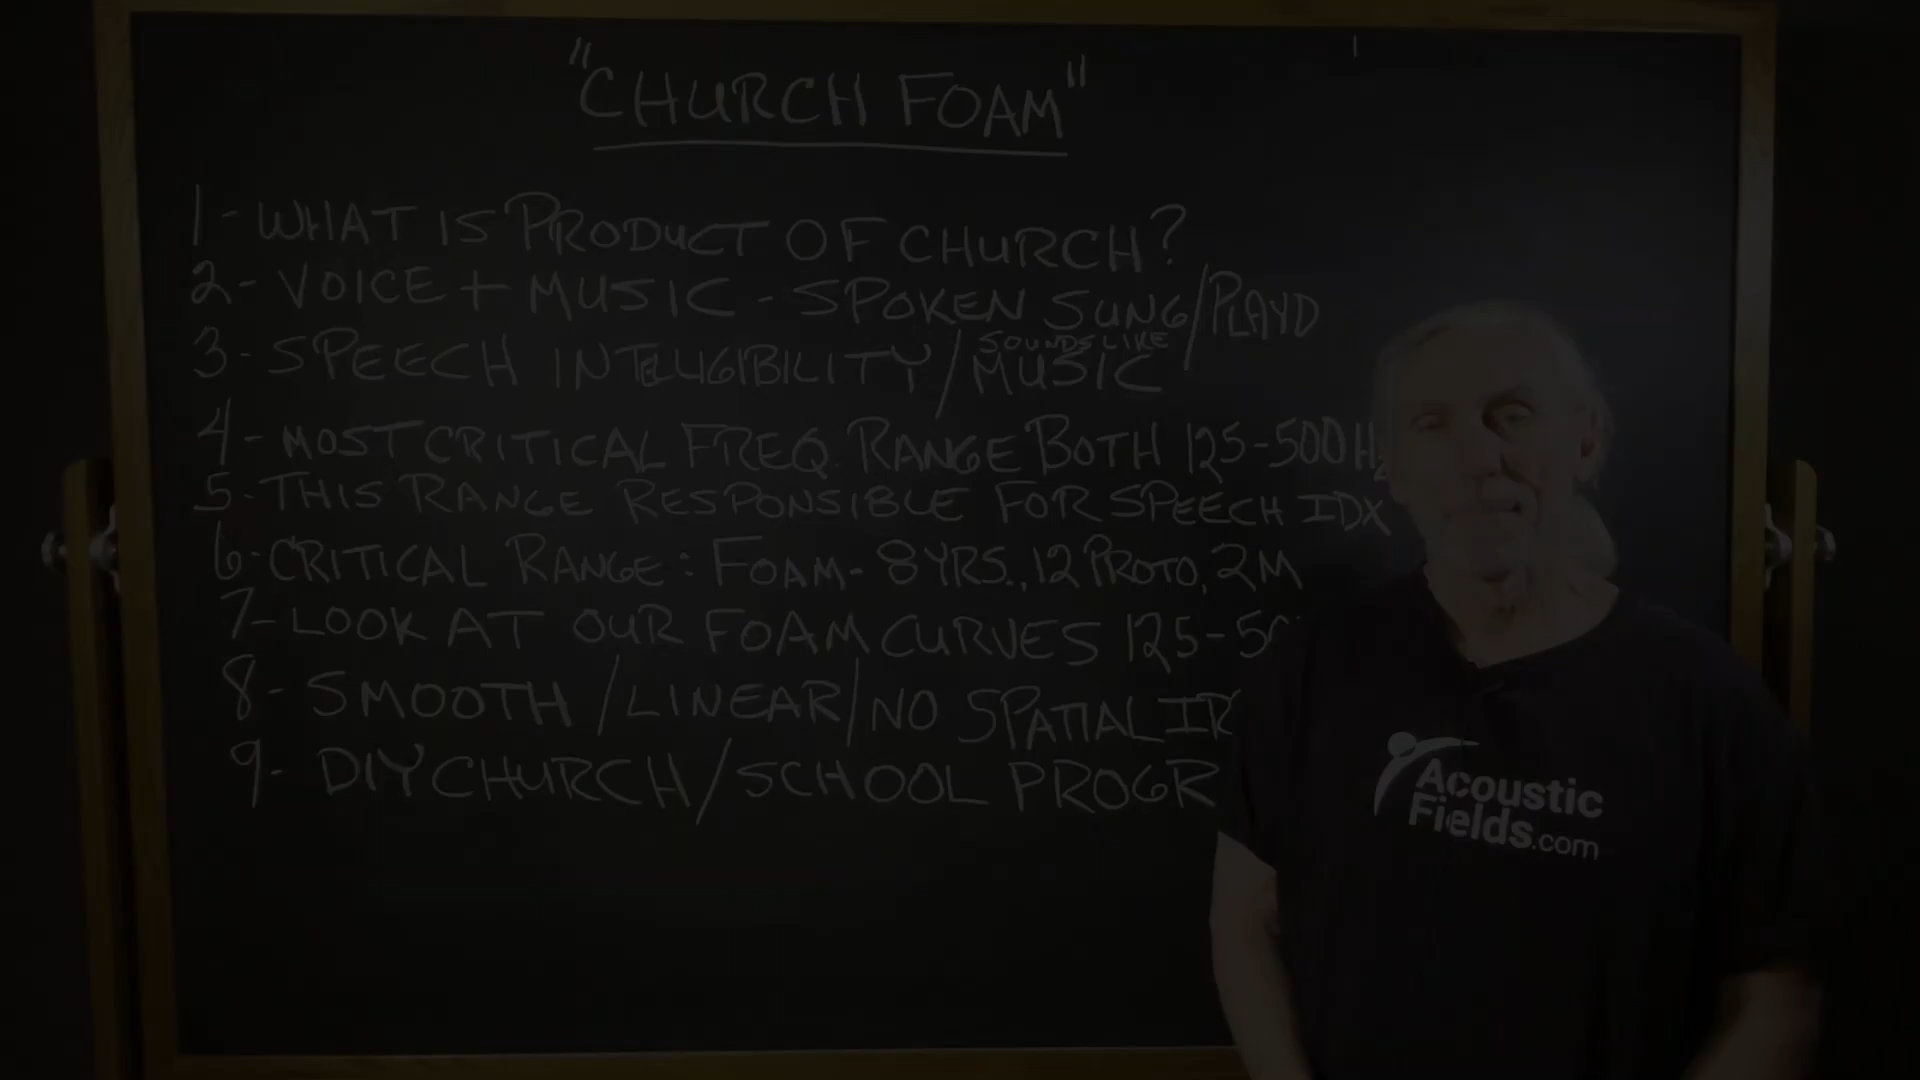 "CHURCH FOAM"
1- WHAT IS PRODUCT OF CHURCH?
2- VOICE + MUSIC - SPOKEN SUNG/PLAYD
3- SPEECH INTELLIGIBILITY/MUSIC
SOUNDS LIKE
4- MOST CRITICAL FREQ. RANGE BOTH 125-500Hz
5- THIS RANGE RESPONSIBLE FOR SPEECH IDX
6- CRITICAL RANGE: FOAM- 8 YRS., 12 PROTO, 2M
7- LOOK AT OUR FOAM CURVES 125-50
8- SMOOTH/LINEAR/NO SPATIAL IR
9- DIY CHURCH/SCHOOL PROGR
Acoustic
Fields.com